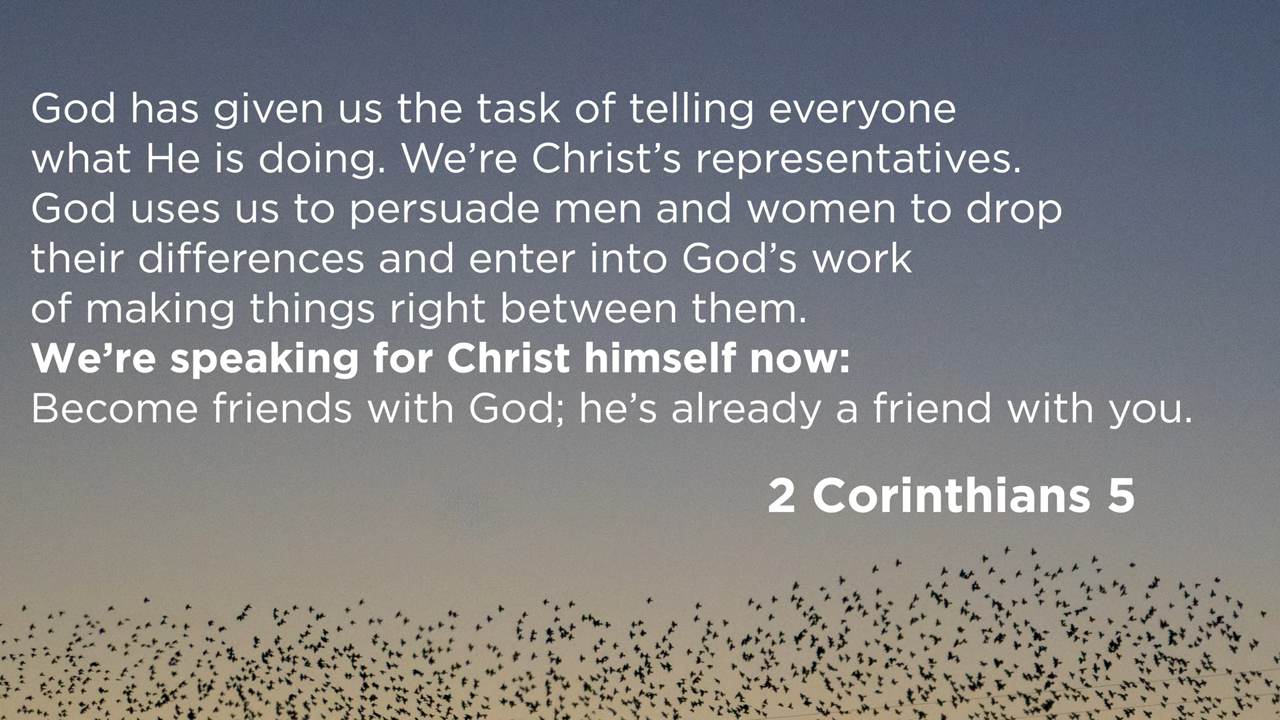 God has given us the task of telling everyone
what He is doing. We’re Christ’s representatives.
God uses us to persuade men and women to drop
their differences and enter into God’s work
of making things right between them.
We’re speaking for Christ himself now:
Become friends with God; he’s already a friend with you.
2 Corinthians 5